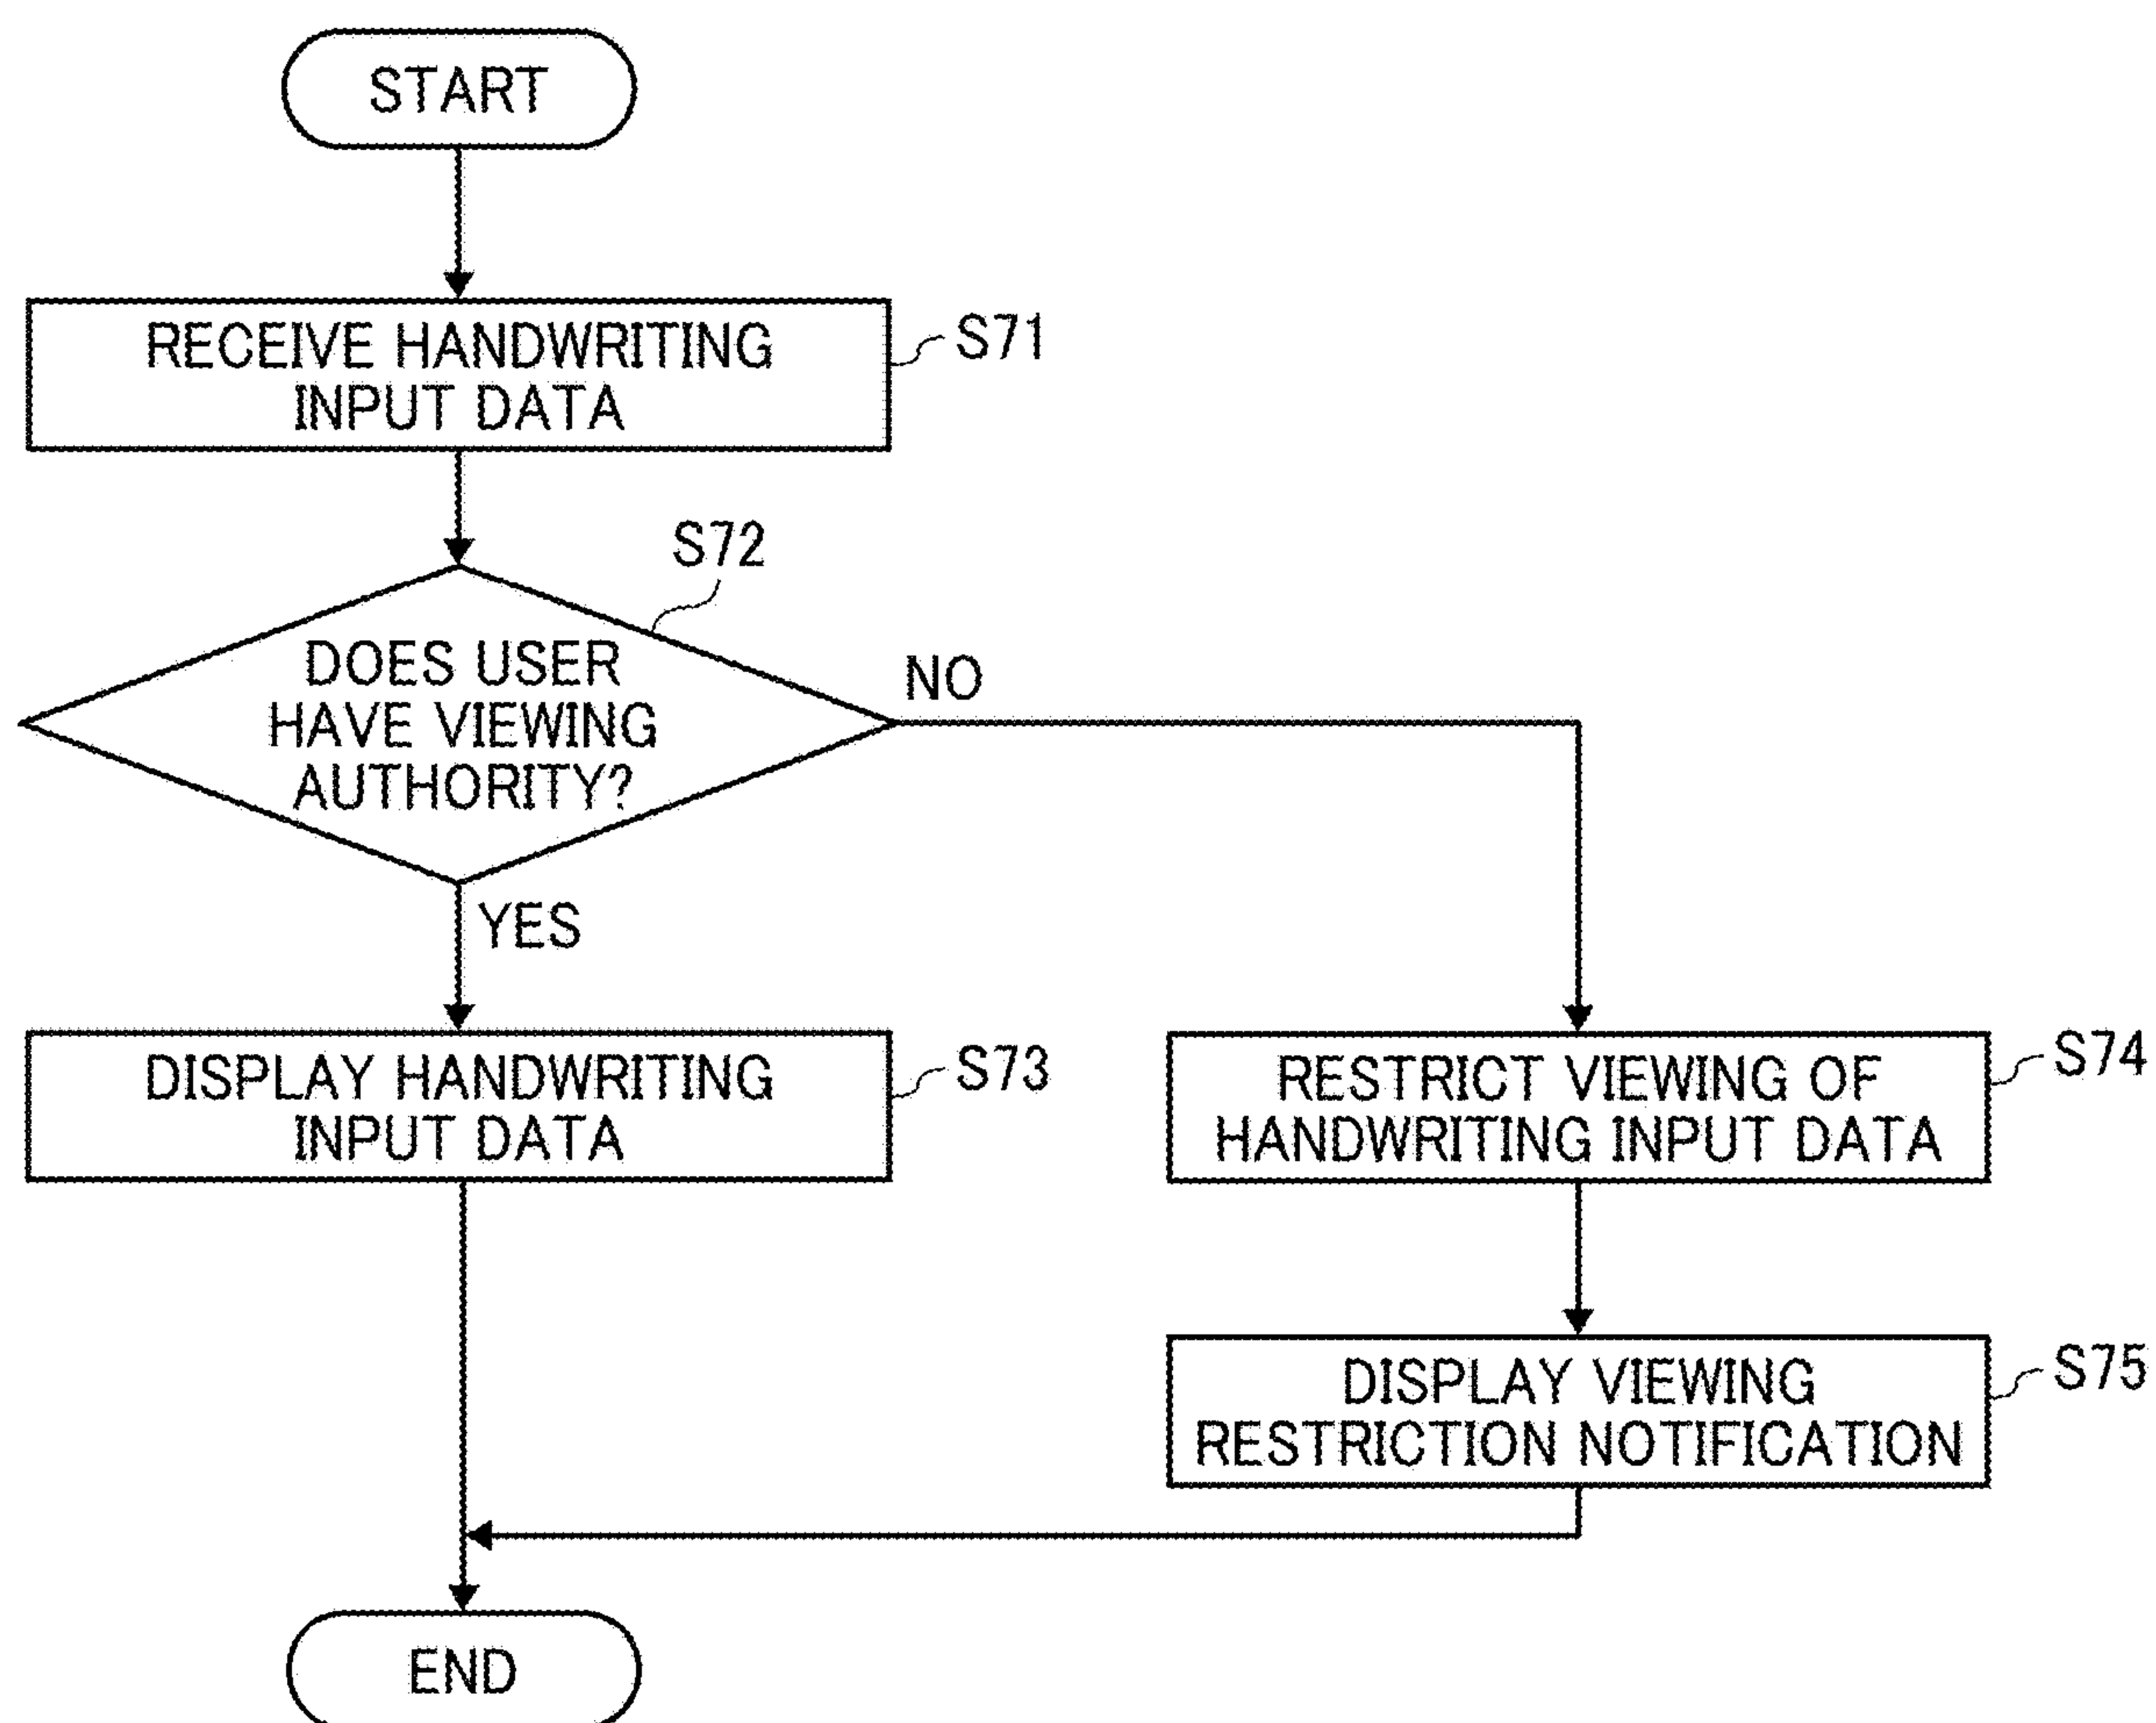 START
RECEIVE HANDWRITING
INPUT DATA
S71
S72
DOES USER
HAVE VIEWING
AUTHORITY?
NO
YES
DISPLAY HANDWRITING
INPUT DATA
S73
RESTRICT VIEWING OF
HANDWRITING INPUT DATA
S74
DISPLAY VIEWING
RESTRICTION NOTIFICATION
S75
END